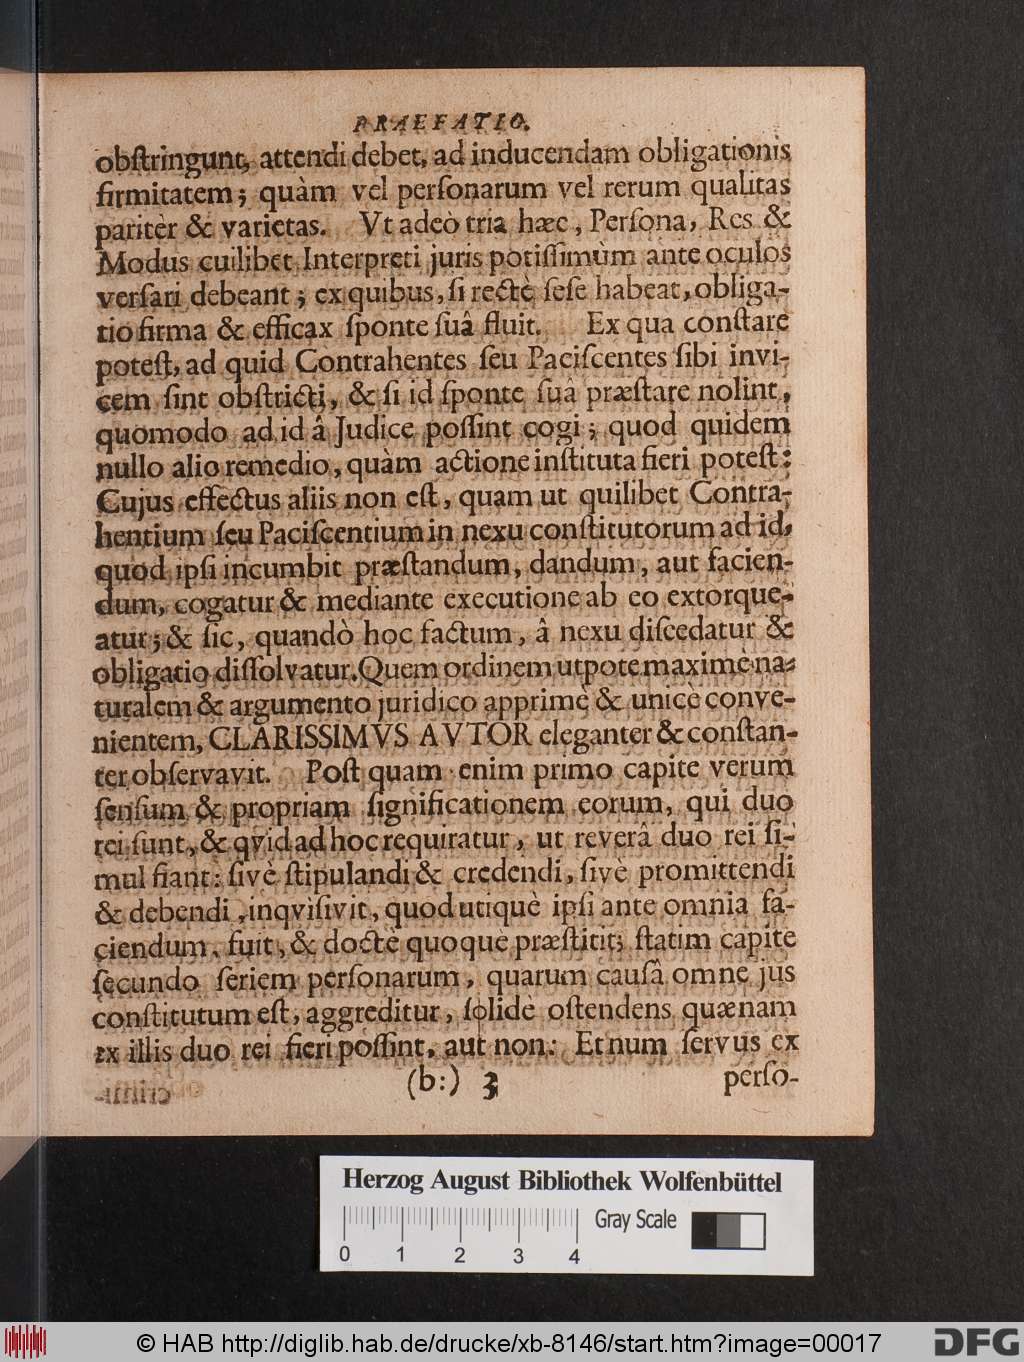 PRAEFATIO.
obſtringunt, attendi debet, ad inducendam obligationis
firmitatem; quàm vel perſonarum vel rerum qualitas
paritèr & varietas. Vt adeò tria hæc, Perſona, Res &
Modus cuilibet Interpreti juris potiſſimùm ante oculos
verſari debeant; ex quibus, ſi rectè ſeſe habeat, obliga-
tio firma & efficax ſponte ſuâ fluit. Ex qua conſtare
poteſt, ad quid Contrahentes ſeu Paciſcentes ſibi invi-
cem ſint obſtricti, & ſi id ſponte ſuâ præſtare nolint,
quomodo ad id â Judice poſſint cogi; quod quidem
nullo alio remedio, quàm actione inſtituta fieri poteſt:
Cujus effectus aliis non eſt, quam ut quilibet Contra-
hentium ſeu Paciſcentium in nexu conſtitutorum ad id,
quod ipſi incumbit præſtandum, dandum, aut facien-
dum, cogatur & mediante executione ab eo extorque-
atur; & ſic, quandò hoc factum, â nexu diſcedatur &
obligatio diſſolvatur. Quem ordinem utpote maximè na-
turalem & argumento juridico apprimè & unicè conve-
nientem, CLARISSIMVS AVTOR eleganter & conſtan-
ter obſervavit. Poſt quam enim primo capite verum
ſenſum & propriam ſignificationem eorum, qui duo
rei ſunt, & qvid ad hoc requiratur, ut reverâ duo rei ſi-
mul fiant: ſivè ſtipulandi & credendi, ſivè promittendi
& debendi, inqviſivit, quod utiquè ipſi ante omnia fa-
ciendum, fuit, & doctè quoquè præſtitit; ſtatim capite
ſecundo ſeriem perſonarum, quarum cauſâ omne jus
conſtitutum eſt, aggreditur, ſolidè oſtendens quænam
ex illis duo rei fieri poſſint, aut non: Et num ſervus ex
(b:) 3 perſo-
Herzog August Bibliothek Wolfenbüttel
0 1 2 3 4 Gray Scale
© HAB http://diglib.hab.de/drucke/xb-8146/start.htm?image=00017 DFG